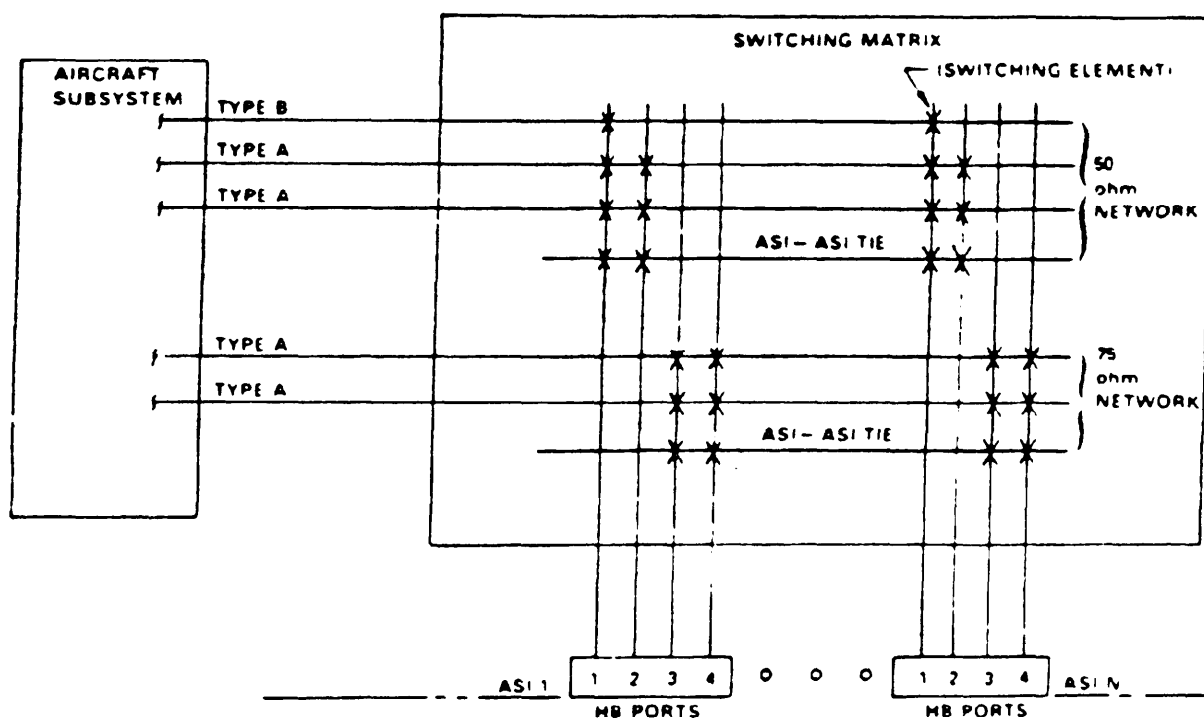 SWITCHING MATRIX
(SWITCHING ELEMENT)
AIRCRAFT
SUBSYSTEM
TYPE B
TYPE A
TYPE A
ASI - ASI TIE
50
ohm
NETWORK
TYPE A
TYPE A
ASI - ASI TIE
75
ohm
NETWORK
ASI 1
1 2 3 4
HB PORTS
1 2 3 4
ASI N
HB PORTS